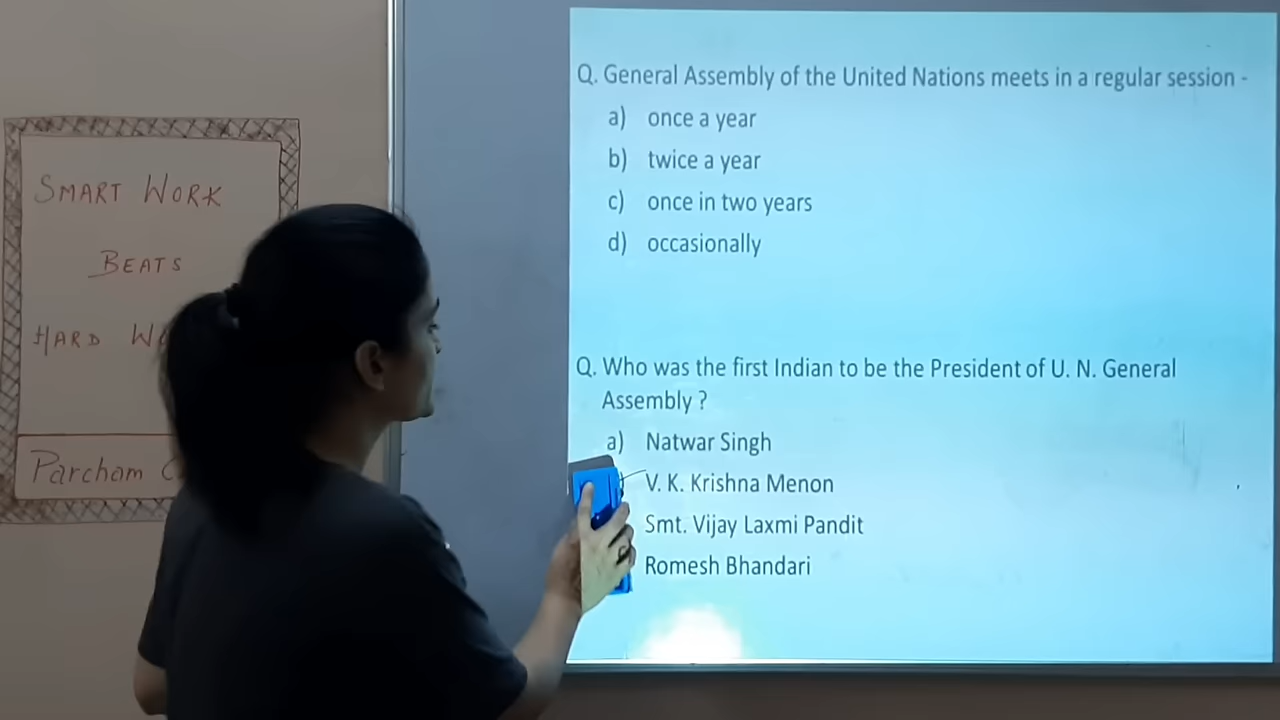 SMART WORK
BEATS
HARD
Parcham
Q. General Assembly of the United Nations meets in a regular session -
a) once a year
b) twice a year
c) once in two years
d) occasionally
Q. Who was the first Indian to be the President of U. N. General
Assembly ?
a) Natwar Singh
V. K. Krishna Menon
Smt. Vijay Laxmi Pandit
Romesh Bhandari